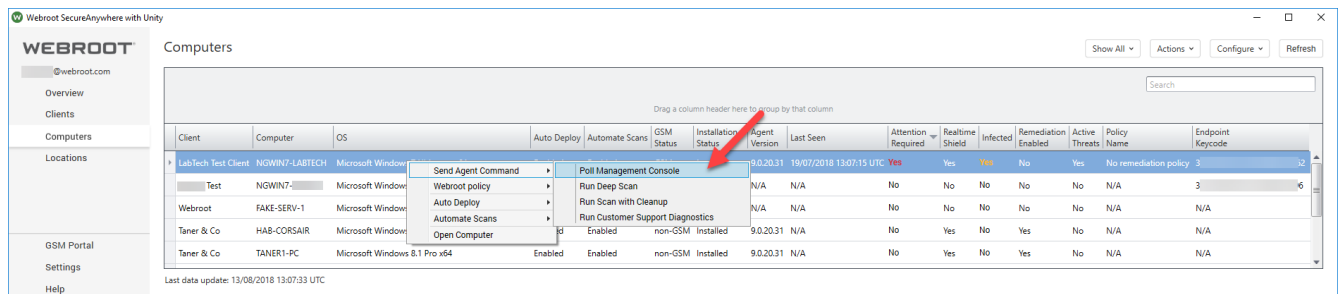 Webroot SecureAnywhere with Unity
WEBROOT
@webroot.com
Overview
Clients
Computers
Locations
GSM Portal
Settings
Help
Computers
Show All
Actions
Configure
Refresh
Search
Drag a column header here to group by that column
Client Computer OS Auto Deploy Automate Scans GSM Status Installation Status Agent Version Last Seen Attention Required Realtime Shield Infected Remediation Enabled Active Threats Policy Name Endpoint Keycode
LabTech Test Client NGWIN7-LABTECH Microsoft Window 9.0.20.31 19/07/2018 13:07:15 UTC Yes Yes Yes No Yes No remediation policy 3 62
Test NGWIN7- Microsoft Windows N/A N/A No No No No No N/A 3 06
Webroot FAKE-SERV-1 Microsoft Windows N/A N/A No No No Yes No N/A N/A
Taner & Co HAB-CORSAIR Microsoft Windows Enabled non-GSM Installed 9.0.20.31 N/A No No No Yes No N/A N/A
Taner & Co TANER1-PC Microsoft Windows 8.1 Pro x64 Enabled Enabled non-GSM Installed 9.0.20.31 N/A No Yes No Yes No N/A N/A
Send Agent Command
Webroot policy
Auto Deploy
Automate Scans
Open Computer
Poll Management Console
Run Deep Scan
Run Scan with Cleanup
Run Customer Support Diagnostics
Last data update: 13/08/2018 13:07:33 UTC